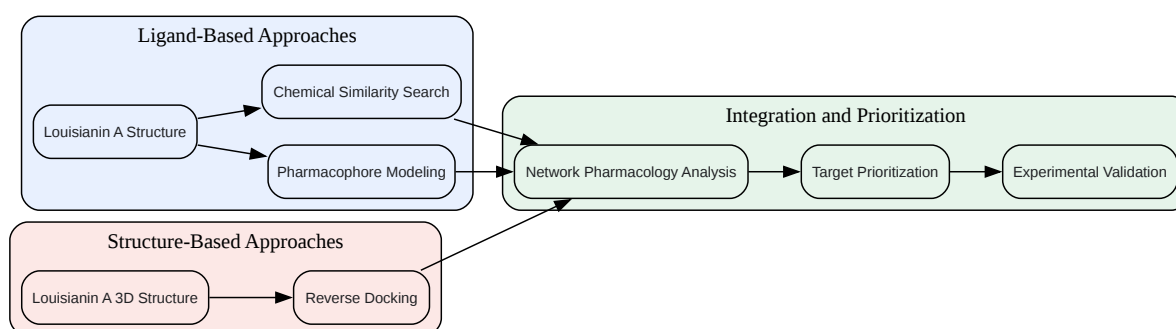 Ligand-Based Approaches
Chemical Similarity Search
Louisianin A Structure
Pharmacophore Modeling
Integration and Prioritization
Network Pharmacology Analysis
Target Prioritization
Experimental Validation
Structure-Based Approaches
Louisianin A 3D Structure
Reverse Docking